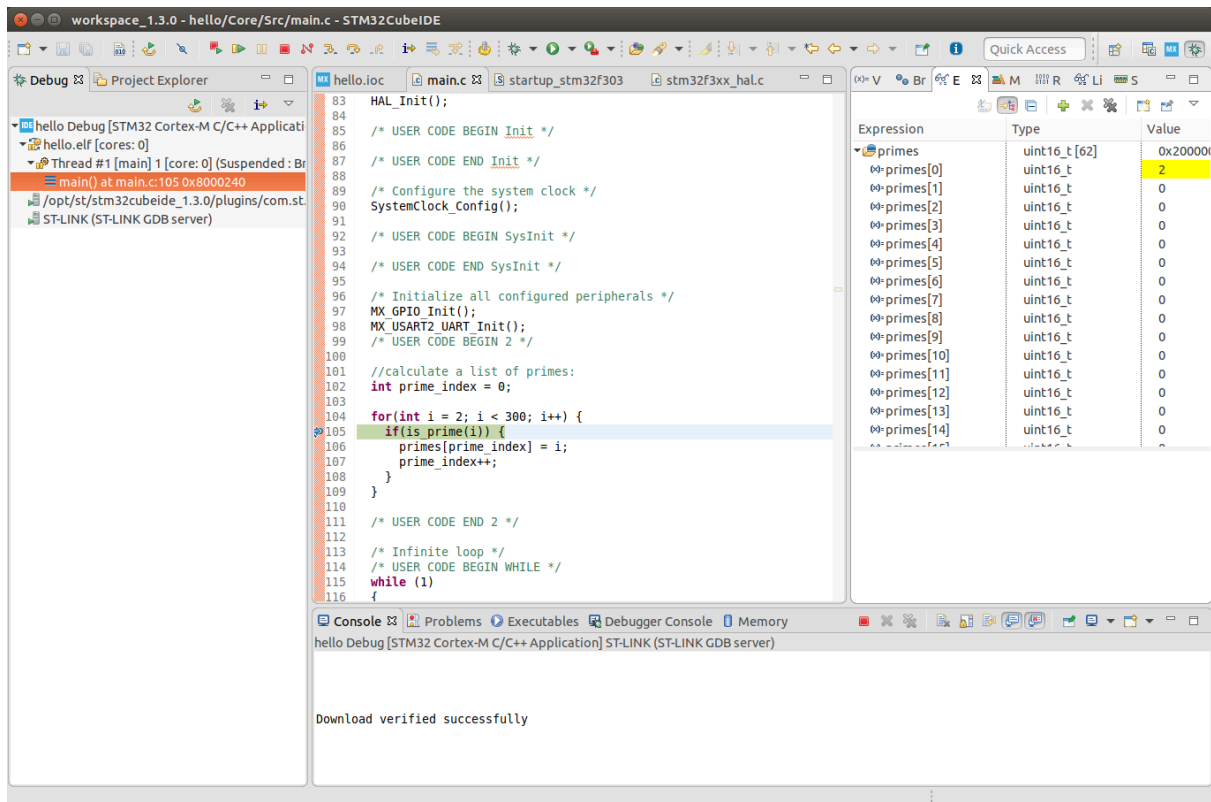 workspace_1.3.0 - hello/Core/Src/main.c - STM32CubeIDE
Quick Access
Debug
Project Explorer
hello Debug [STM32 Cortex-M C/C++ Applicati
hello.elf [cores: 0]
Thread #1 [main] 1 [core: 0] (Suspended : Br
main() at main.c:105 0x8000240
/opt/st/stm32cubeide_1.3.0/plugins/com.st.
ST-LINK (ST-LINK GDB server)
hello.ioc main.c startup_stm32f303 stm32f3xx_hal.c
83 HAL_Init();
84
85 /* USER CODE BEGIN Init */
86
87 /* USER CODE END Init */
88
89 /* Configure the system clock */
90 SystemClock_Config();
91
92 /* USER CODE BEGIN SysInit */
93
94 /* USER CODE END SysInit */
95
96 /* Initialize all configured peripherals */
97 MX_GPIO_Init();
98 MX_USART2_UART_Init();
99 /* USER CODE BEGIN 2 */
100
101 //calculate a list of primes:
102 int prime_index = 0;
103
104 for(int i = 2; i < 300; i++) {
105 if(is_prime(i)) {
106 primes[prime_index] = i;
107 prime_index++;
108 }
109 }
110
111 /* USER CODE END 2 */
112
113 /* Infinite loop */
114 /* USER CODE BEGIN WHILE */
115 while (1)
116 {
(x)= V Br E M R Li S
Expression Type Value
primes uint16_t [62] 0x200000
primes[0] uint16_t 2
primes[1] uint16_t 0
primes[2] uint16_t 0
primes[3] uint16_t 0
primes[4] uint16_t 0
primes[5] uint16_t 0
primes[6] uint16_t 0
primes[7] uint16_t 0
primes[8] uint16_t 0
primes[9] uint16_t 0
primes[10] uint16_t 0
primes[11] uint16_t 0
primes[12] uint16_t 0
primes[13] uint16_t 0
primes[14] uint16_t 0
Console Problems Executables Debugger Console Memory
hello Debug [STM32 Cortex-M C/C++ Application] ST-LINK (ST-LINK GDB server)
Download verified successfully